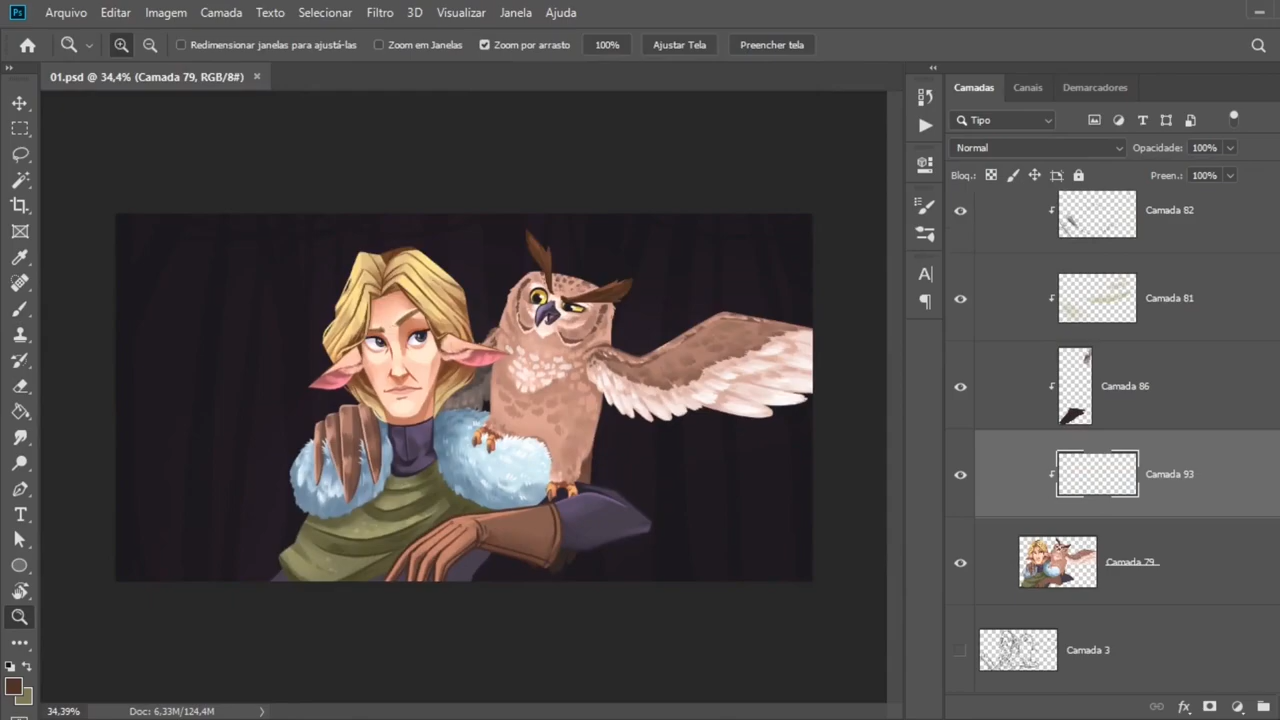 Ps Arquivo Editar Imagem Camada Texto Selecionar Filtro 3D Visualizar Janela Ajuda
Redimensionar janelas para ajustá-las Zoom em Janelas Zoom por arrasto 100% Ajustar Tela Preencher tela
01.psd @ 34,4% (Camada 79, RGB/8#) ×
Camadas Canais Demarcadores
Tipo
Normal Opacidade: 100%
Bloq.: Preen.: 100%
Camada 82
Camada 81
Camada 86
Camada 93
Camada 79
Camada 3
34,39% Doc: 6,33M/124,4M